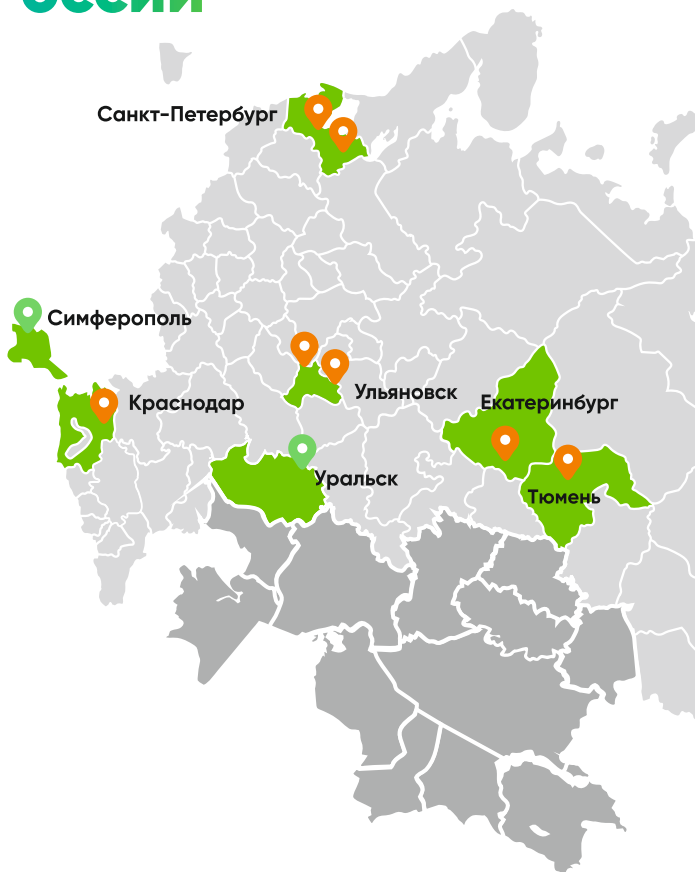 Санкт-Петербург
Симферополь
Ульяновск
Краснодар
Екатеринбург
Уральск
Тюмень